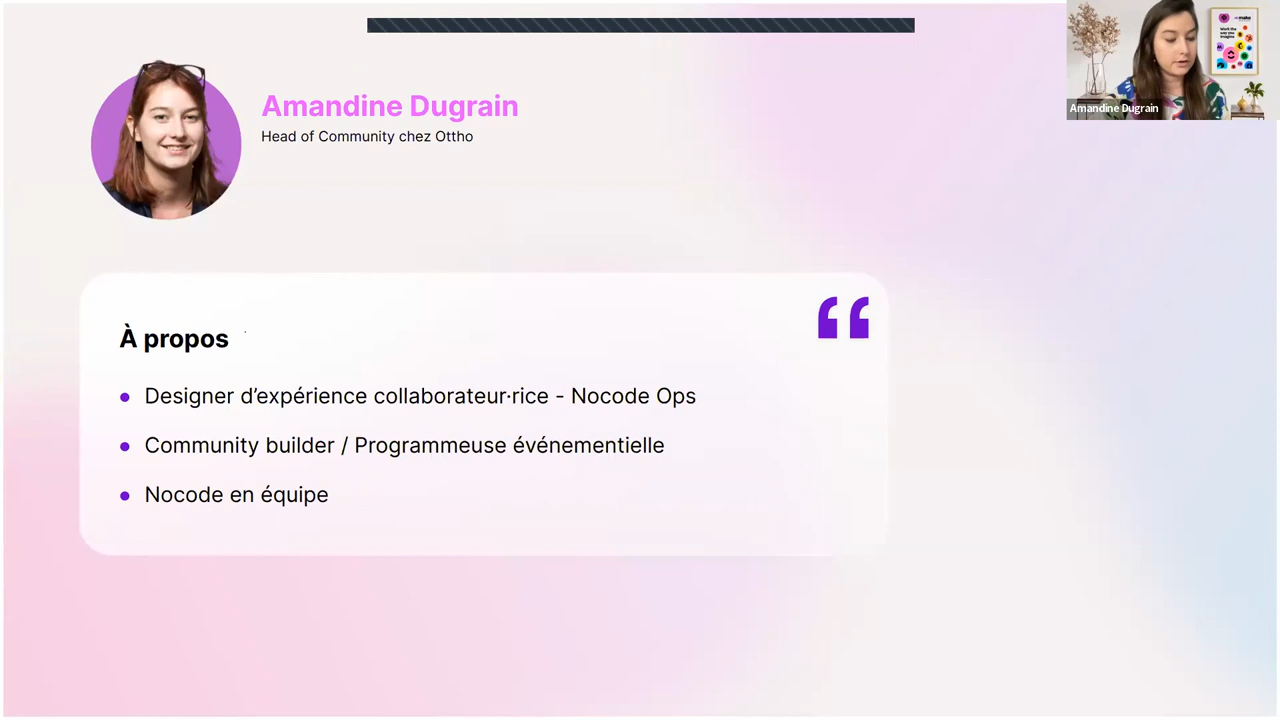 Amandine Dugrain
Head of Community chez Ottho
Amandine Dugrain
À propos
Designer d’expérience collaborateur·rice - Nocode Ops
Community builder / Programmeuse événementielle
Nocode en équipe